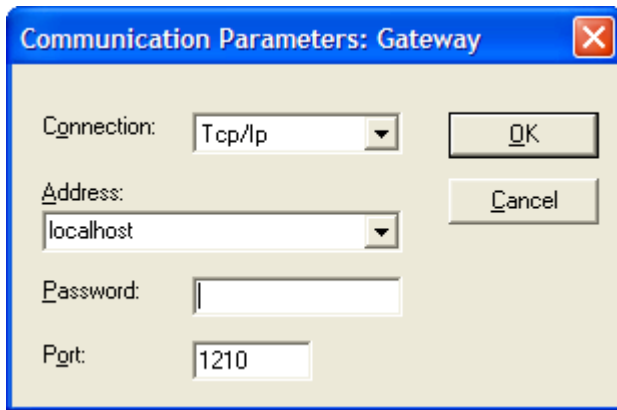 Communication Parameters: Gateway
Connection: Tcp/Ip OK
Address: Cancel
localhost
Password:
Port: 1210